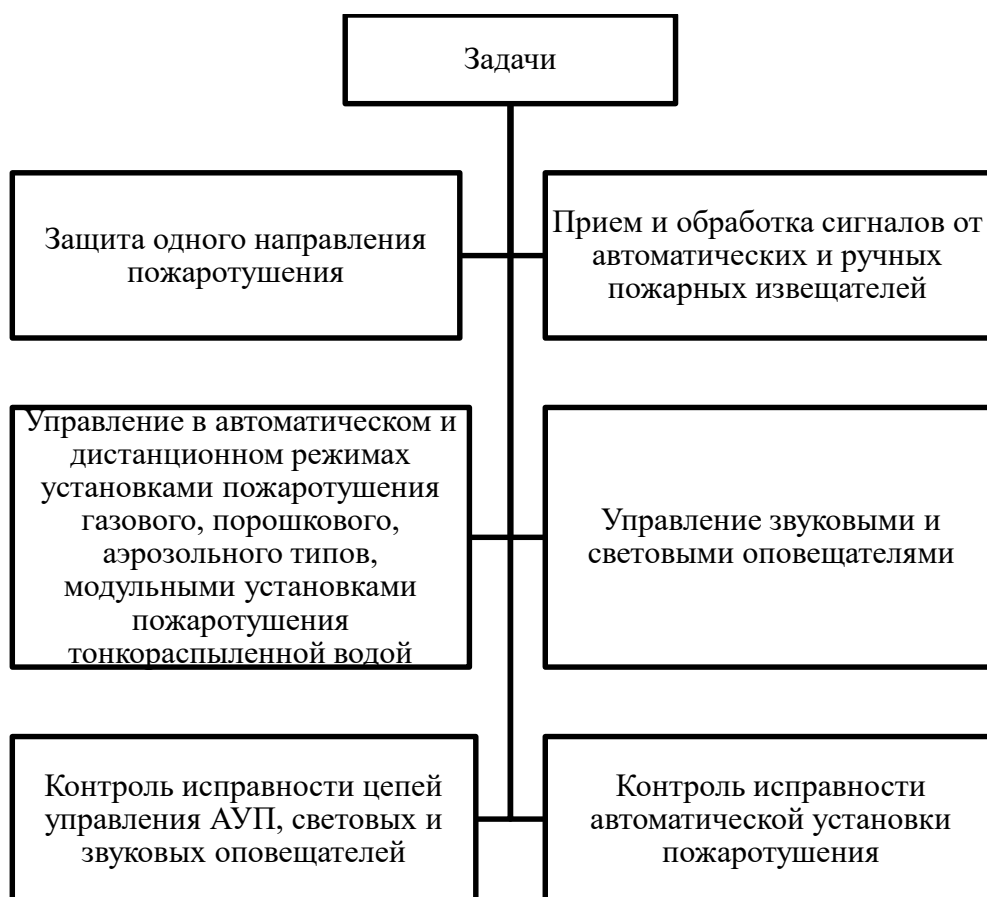 Задачи
Защита одного направления
пожаротушения
Прием и обработка сигналов от
автоматических и ручных
пожарных извещателей
Управление в автоматическом и
дистанционном режимах
установками пожаротушения
газового, порошкового,
аэрозольного типов,
модульными установками
пожаротушения
тонкораспыленной водой
Управление звуковыми и
световыми оповещателями
Контроль исправности цепей
управления АУП, световых и
звуковых оповещателей
Контроль исправности
автоматической установки
пожаротушения